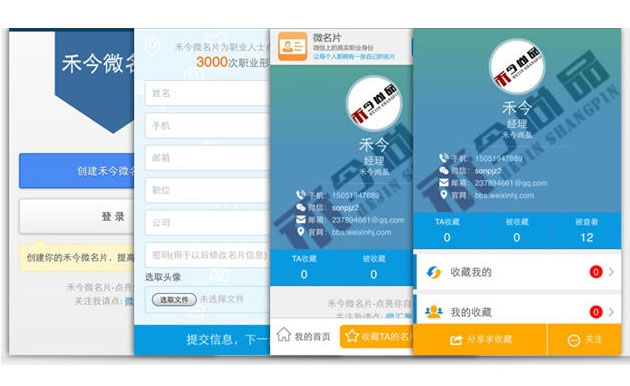 禾今微名
创建禾今微名
登 录
创建你的禾今微名片，提高
禾今微名片-点亮
关注我请点: 微
禾今微名片为职业人士
3000次职业形
姓名
手机
邮箱
职位
公司
密码(用于以后修改名片信息)
选取头像
选取文件 未选择文件
提交信息，下一
微名片
微信上的真实职业身份
让每个人都拥有一张自己的名片
禾今
经理
禾今尚品
手机： 15051947689
微信： sonpjz2
邮箱： 237894661@qq.com
官网： bbs.weixinhj.com
TA收藏 被收藏
0 0
禾今微名片-点亮你自
关注我请点: 微汇
我的首页 收藏TA的名
禾今尚品
HEJIN SHANGPIN
禾今
经理
禾今尚品
手机： 15051947689
微信： sonpjz2
邮箱： 237894661@qq.com
官网： bbs.weixinhj.com
TA收藏 被收藏 被查看
0 0 12
收藏我的 0
我的收藏 0
分享求收藏 关注